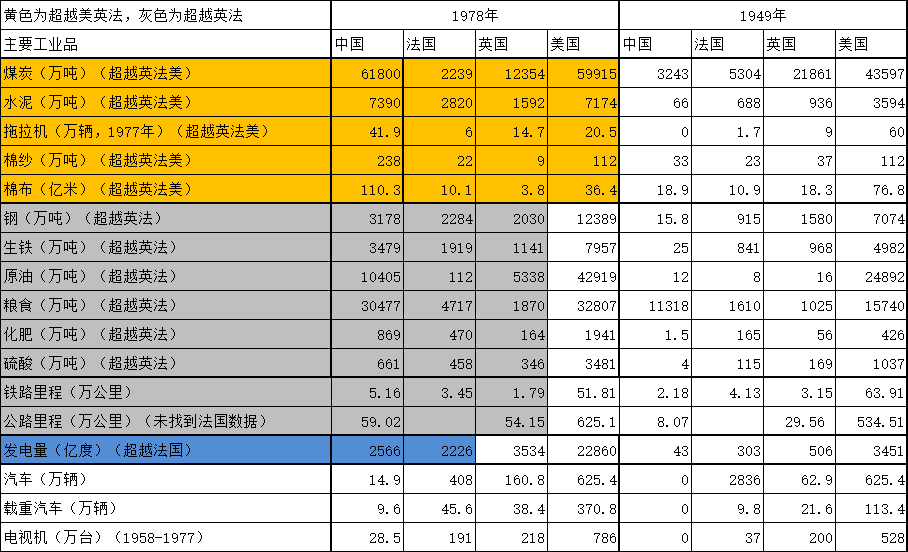 黄色为超越美英法，灰色为超越英法 1978年 1949年
主要工业品 中国 法国 英国 美国 中国 法国 英国 美国
煤炭（万吨）（超越英法美） 61800 2239 12354 59915 3243 5304 21861 43597
水泥（万吨）（超越英法美） 7390 2820 1592 7174 66 688 936 3594
拖拉机（万辆，1977年）（超越英法美） 41.9 6 14.7 20.5 0 1.7 9 60
棉纱（万吨）（超越英法美） 238 22 9 112 33 23 37 112
棉布（亿米）（超越英法美） 110.3 10.1 3.8 36.4 18.9 10.9 18.3 76.8
钢（万吨）（超越英法） 3178 2284 2030 12389 15.8 915 1580 7074
生铁（万吨）（超越英法） 3479 1919 1141 7957 25 841 968 4982
原油（万吨）（超越英法） 10405 112 5338 42919 12 8 16 24892
粮食（万吨）（超越英法） 30477 4717 1870 32807 11318 1610 1025 15740
化肥（万吨）（超越英法） 869 470 164 1941 1.5 165 56 426
硫酸（万吨）（超越英法） 661 458 346 3481 4 115 169 1037
铁路里程（万公里） 5.16 3.45 1.79 51.81 2.18 4.13 3.15 63.91
公路里程（万公里）（未找到法国数据） 59.02 54.15 625.1 8.07 29.56 534.51
发电量（亿度）（超越法国） 2566 2226 3534 22860 43 303 506 3451
汽车（万辆） 14.9 408 160.8 625.4 0 2836 62.9 625.4
载重汽车（万辆） 9.6 45.6 38.4 370.8 0 9.8 21.6 113.4
电视机（万台）（1958-1977） 28.5 191 218 786 0 37 200 528